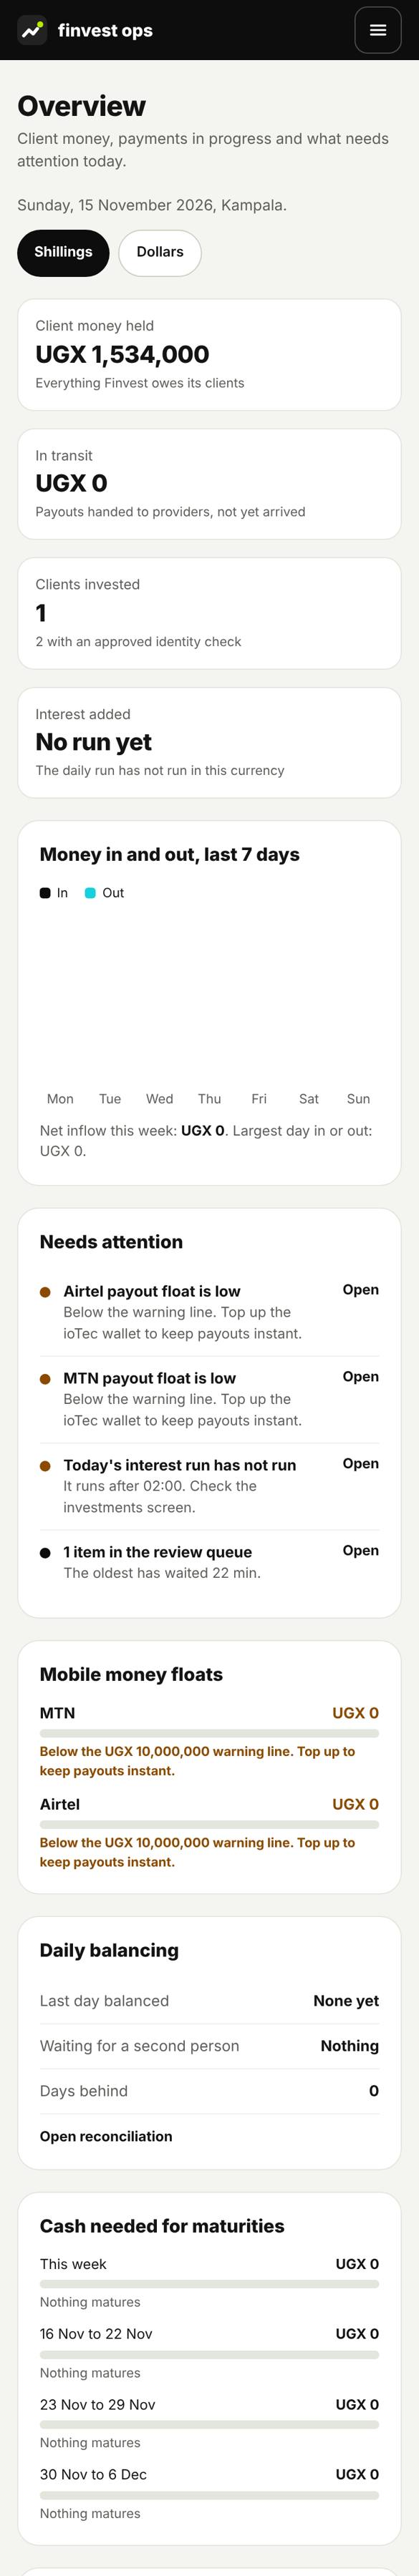 finvest ops
Overview
Client money, payments in progress and what needs
attention today.
Sunday, 15 November 2026, Kampala.
Shillings
Dollars
Client money held
UGX 1,534,000
Everything Finvest owes its clients
In transit
UGX 0
Payouts handed to providers, not yet arrived
Clients invested
1
2 with an approved identity check
Interest added
No run yet
The daily run has not run in this currency
Money in and out, last 7 days
In Out
Mon Tue Wed Thu Fri Sat Sun
Net inflow this week: UGX 0. Largest day in or out:
UGX 0.
Needs attention
Airtel payout float is low Open
Below the warning line. Top up the
ioTec wallet to keep payouts instant.
MTN payout float is low Open
Below the warning line. Top up the
ioTec wallet to keep payouts instant.
Today's interest run has not run Open
It runs after 02:00. Check the
investments screen.
1 item in the review queue Open
The oldest has waited 22 min.
Mobile money floats
MTN UGX 0
Below the UGX 10,000,000 warning line. Top up to
keep payouts instant.
Airtel UGX 0
Below the UGX 10,000,000 warning line. Top up to
keep payouts instant.
Daily balancing
Last day balanced None yet
Waiting for a second person Nothing
Days behind 0
Open reconciliation
Cash needed for maturities
This week UGX 0
Nothing matures
16 Nov to 22 Nov UGX 0
Nothing matures
23 Nov to 29 Nov UGX 0
Nothing matures
30 Nov to 6 Dec UGX 0
Nothing matures